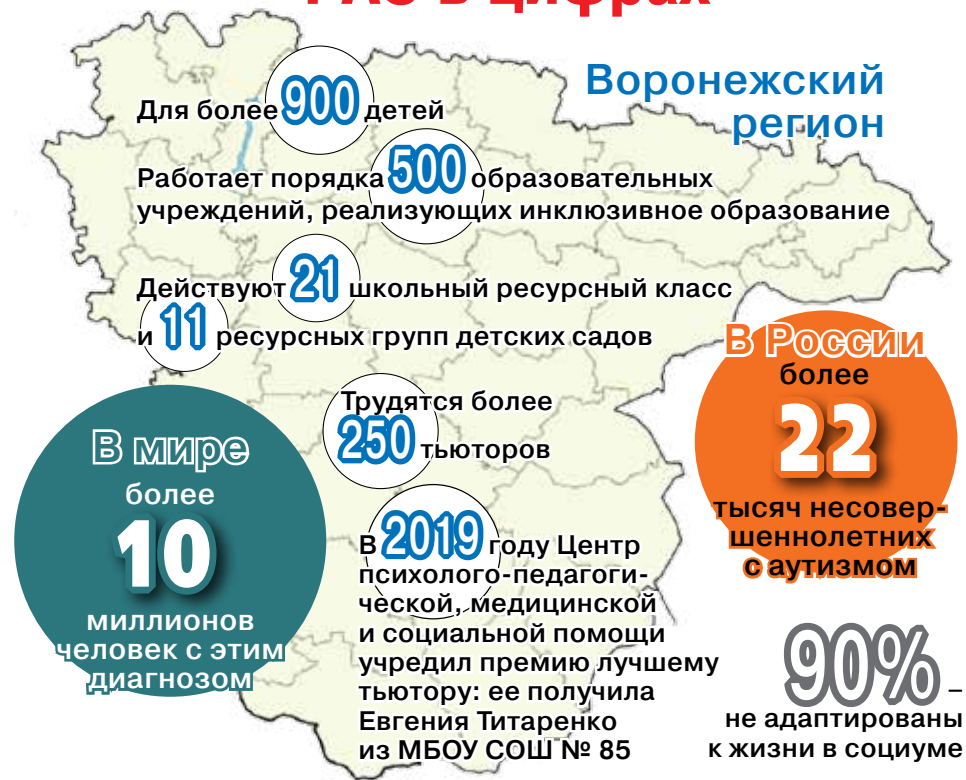 РАС в цифрах
Воронежский
регион
Для более 900 детей
Работает порядка 500 образовательных
учреждений, реализующих инклюзивное образование
Действуют 21 школьный ресурсный класс
и 11 ресурсных групп детских садов
Трудятся более
250 тьюторов
В 2019 году Центр
психолого-педагоги-
ческой, медицинской
и социальной помощи
учредил премию лучшему
тьютору: ее получила
Евгения Титаренко
из МБОУ СОШ № 85
В мире
более
10
миллионов
человек с этим
диагнозом
В России
более
22
тысяч несовер-
шеннолетних
с аутизмом
90% –
не адаптированы
к жизни в социуме